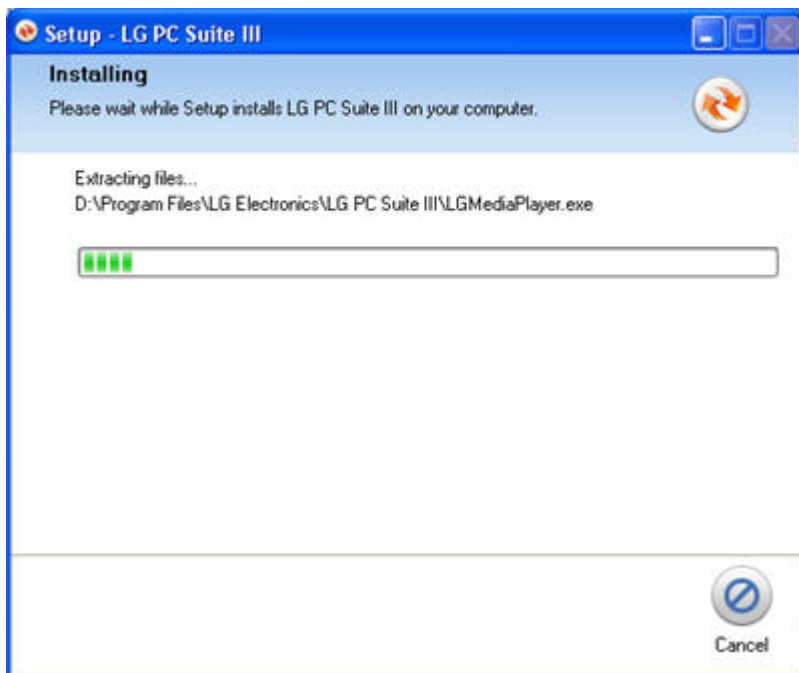 Setup - LG PC Suite III
Installing
Please wait while Setup installs LG PC Suite III on your computer.
Extracting files...
D:\Program Files\LG Electronics\LG PC Suite III\LGMediaPlayer.exe
Cancel